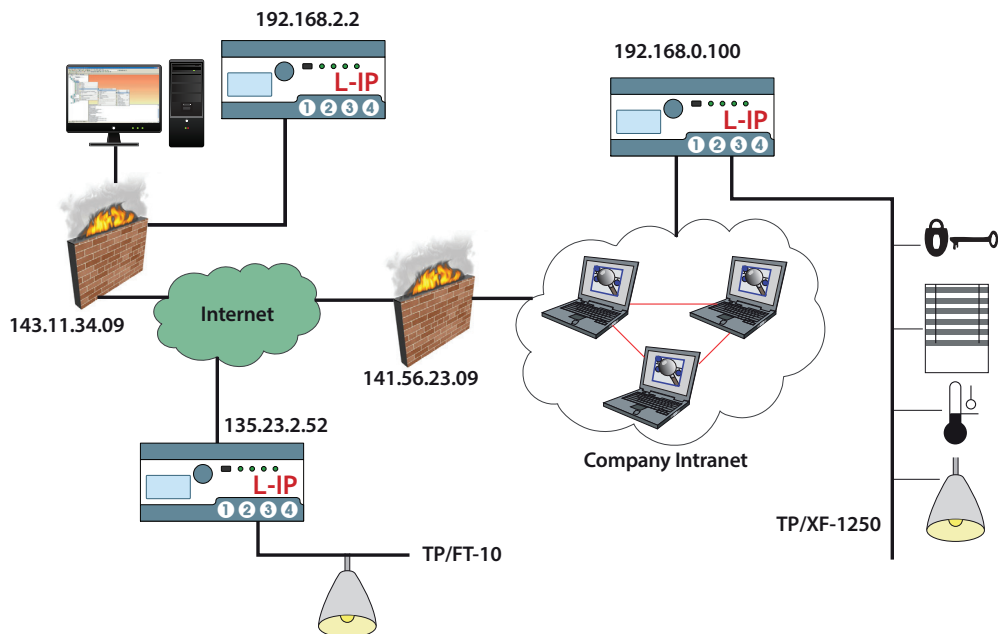 192.168.2.2
L-IP
1 2 3 4
192.168.0.100
L-IP
1 2 3 4
143.11.34.09
Internet
141.56.23.09
135.23.2.52
L-IP
1 2 3 4
TP/FT-10
Company Intranet
TP/XF-1250